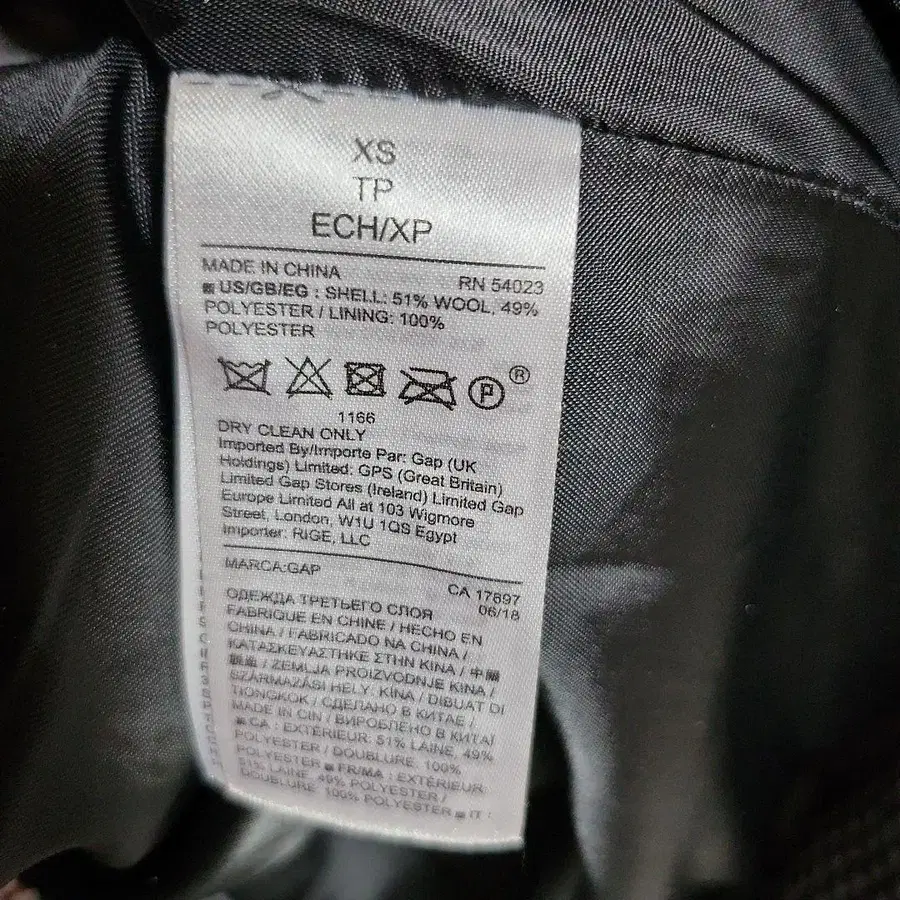 XS
TP
ECH/XP
MADE IN CHINA
RN 54023
US/GB/EG : SHELL: 51% WOOL, 49%
POLYESTER / LINING: 100%
POLYESTER
P ®
1166
DRY CLEAN ONLY
Imported By/Importe Par: Gap (UK
Holdings) Limited: GPS (Great Britain)
Limited Gap Stores (Ireland) Limited Gap
Europe Limited All at 103 Wigmore
Street, London, W1U 1QS Egypt
Importer: RIGE, LLC
MARCA:GAP
CA 17897
06/18
ОДЕЖДА ТРЕТЬЕГО СЛОЯ
FABRIQUE EN CHINE / HECHO EN
CHINA / FABRICADO NA CHINA /
ΚΑΤΑΣΚΕΥΑΣΤΗΚΕ ΣΤΗΝ ΚΙΝΑ / 中國
/ ZEMLJA PROIZVODNJE KINA /
SZÁRMAZÁSI HELY: KÍNA / DIBUAT DI
TIONGKOK / СДЕЛАНО В КИТАЕ /
MADE IN CIN / ВИРОБЛЕНО В КИТАЇ
CA : EXTÉRIEUR: 51% LAINE, 49%
POLYESTER / DOUBLURE: 100%
POLYESTER FR/MA : EXTÉRIEUR:
51% LAINE, 49% POLYESTER /
DOUBLURE: 100% POLYESTER IT :